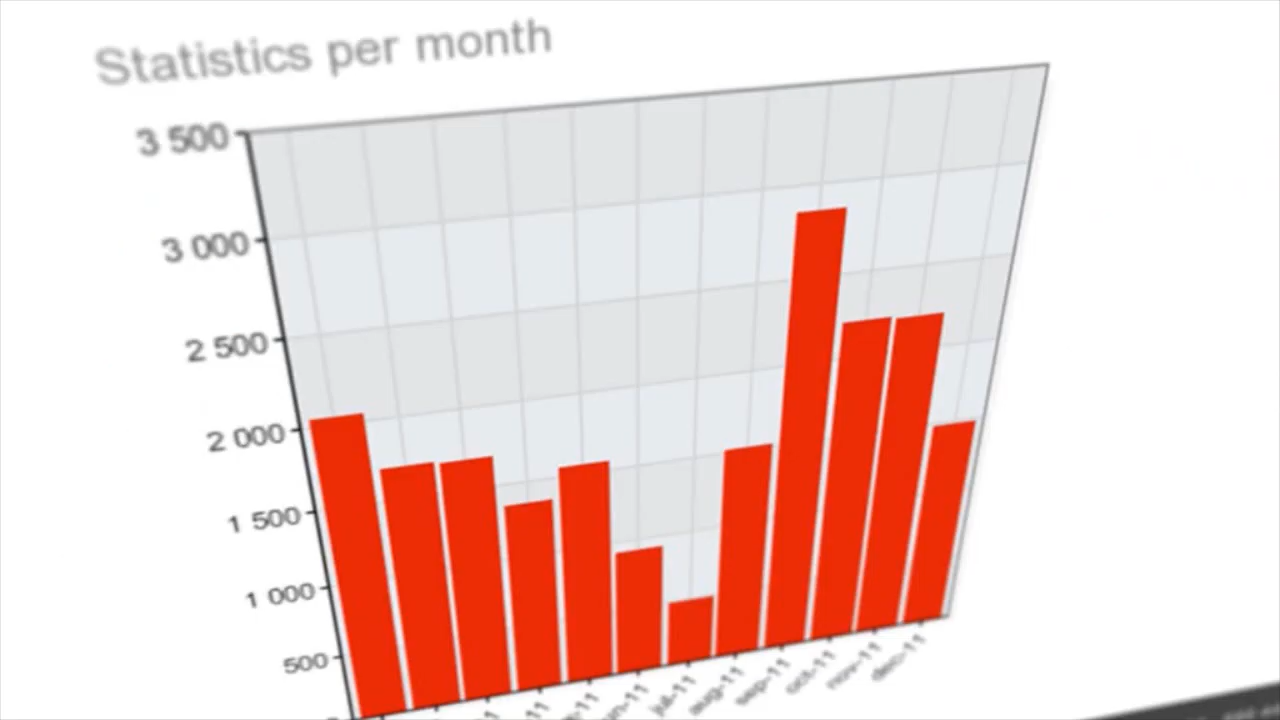 Statistics per month
3 500
3 000
2 500
2 000
1 500
1 000
500
jul-11
aug-11
sep-11
oct-11
nov-11
dec-11